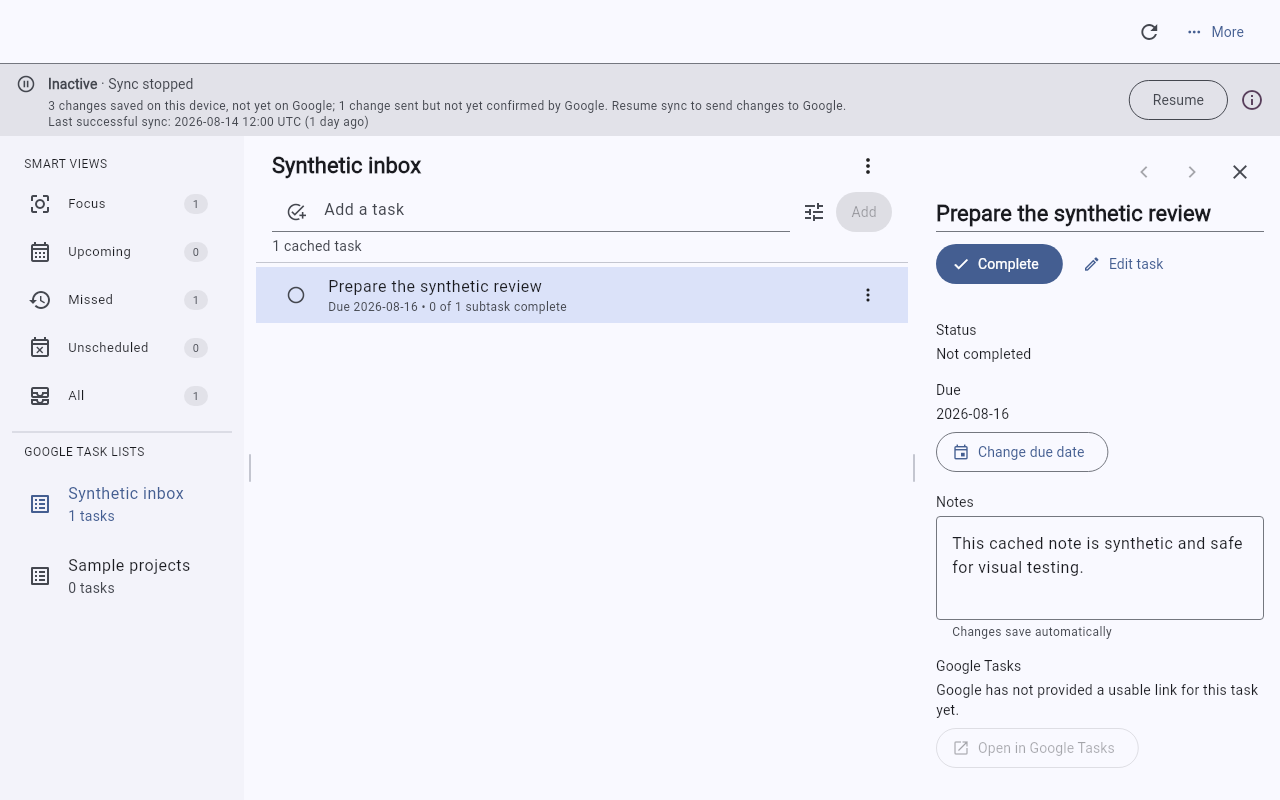 More
Inactive · Sync stopped
3 changes saved on this device, not yet on Google; 1 change sent but not yet confirmed by Google. Resume sync to send changes to Google.
Last successful sync: 2026-08-14 12:00 UTC (1 day ago)
Resume
SMART VIEWS
Focus 1
Upcoming 0
Missed 1
Unscheduled 0
All 1
GOOGLE TASK LISTS
Synthetic inbox
1 tasks
Sample projects
0 tasks
Synthetic inbox
Add a task
Add
1 cached task
Prepare the synthetic review
Due 2026-08-16 • 0 of 1 subtask complete
Prepare the synthetic review
Complete
Edit task
Status
Not completed
Due
2026-08-16
Change due date
Notes
This cached note is synthetic and safe
for visual testing.
Changes save automatically
Google Tasks
Google has not provided a usable link for this task
yet.
Open in Google Tasks